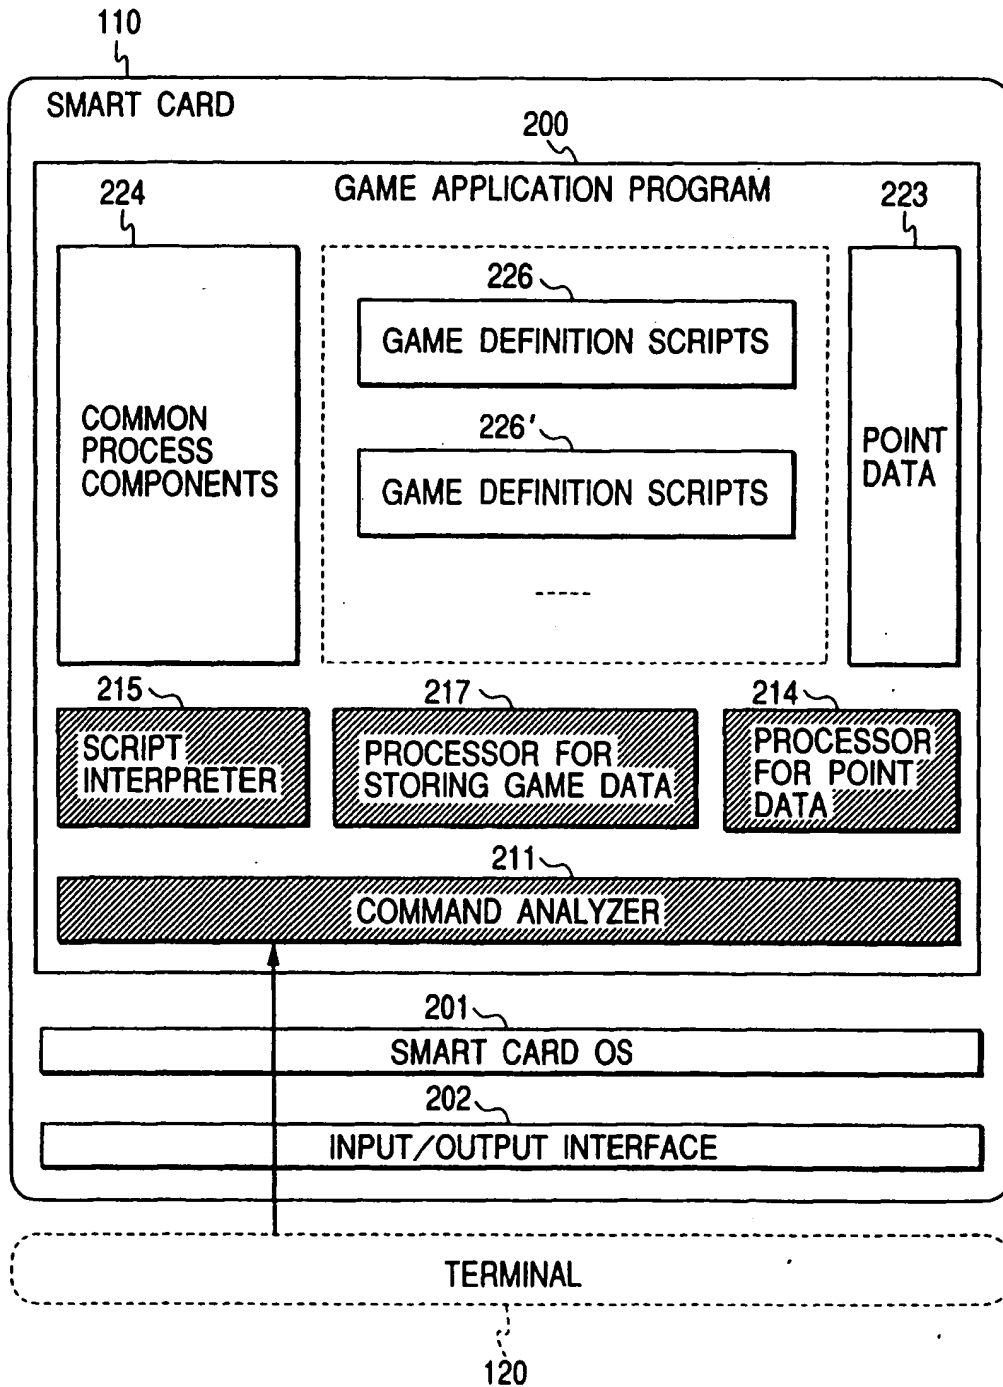 110
SMART CARD
200
GAME APPLICATION PROGRAM
224
223
226
GAME DEFINITION SCRIPTS
COMMON
PROCESS
COMPONENTS
226'
GAME DEFINITION SCRIPTS
POINT
DATA
215
SCRIPT
INTERPRETER
217
PROCESSOR FOR
STORING GAME DATA
214
PROCESSOR
FOR POINT
DATA
211
COMMAND ANALYZER
201
SMART CARD OS
202
INPUT/OUTPUT INTERFACE
TERMINAL
120